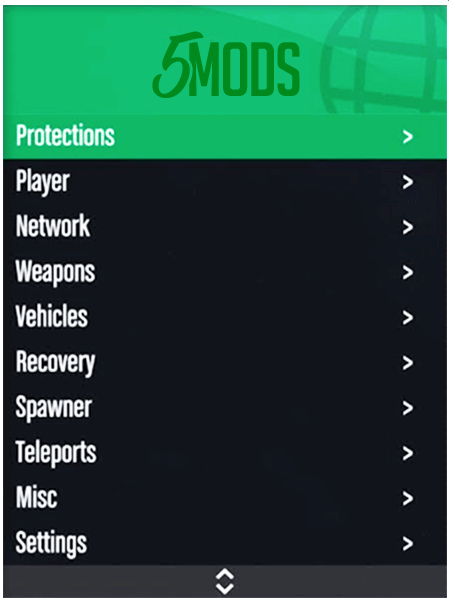 5MODS
Protections >
Player >
Network >
Weapons >
Vehicles >
Recovery >
Spawner >
Teleports >
Misc >
Settings >